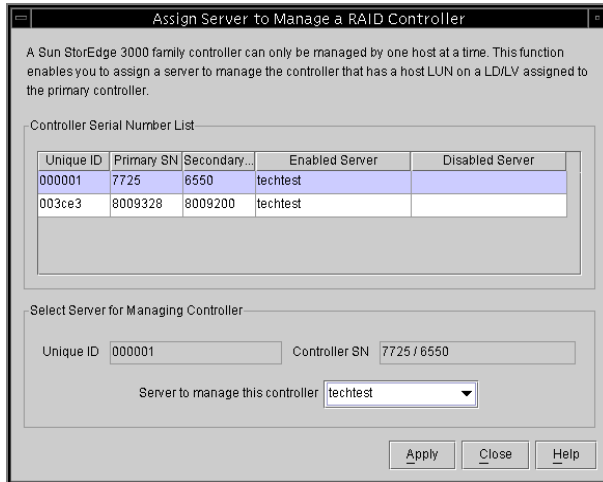 Assign Server to Manage a RAID Controller
A Sun StorEdge 3000 family controller can only be managed by one host at a time. This function
enables you to assign a server to manage the controller that has a host LUN on a LD/LV assigned to
the primary controller.
Controller Serial Number List
Unique ID Primary SN Secondary... Enabled Server Disabled Server
000001 7725 6550 techtest
003ce3 8009328 8009200 techtest
Select Server for Managing Controller
Unique ID 000001 Controller SN 7725 / 6550
Server to manage this controller techtest
Apply Close Help